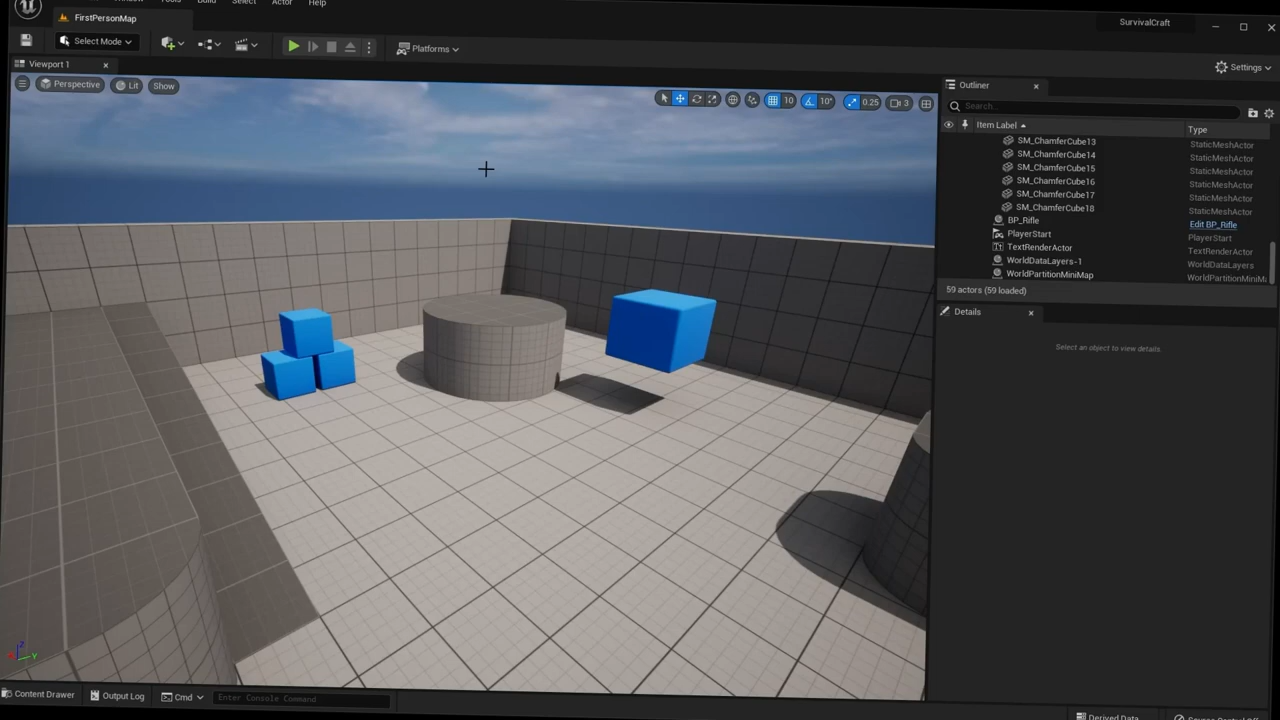 Build
Select
Actor
Help
FirstPersonMap
SurvivalCraft
Select Mode
Platforms
Settings
Viewport 1
Perspective
Lit
Show
10
10°
0.25
3
Outliner
Search...
Item Label
Type
SM_ChamferCube13 StaticMeshActor
SM_ChamferCube14 StaticMeshActor
SM_ChamferCube15 StaticMeshActor
SM_ChamferCube16 StaticMeshActor
SM_ChamferCube17 StaticMeshActor
SM_ChamferCube18 StaticMeshActor
BP_Rifle Edit BP_Rifle
PlayerStart PlayerStart
TextRenderActor TextRenderActor
WorldDataLayers-1 WorldDataLayers
WorldPartitionMiniMap WorldPartitionMiniM
59 actors (59 loaded)
Details
Select an object to view details.
Z
Y
Content Drawer
Output Log
Cmd
Enter Console Command
Derived Data